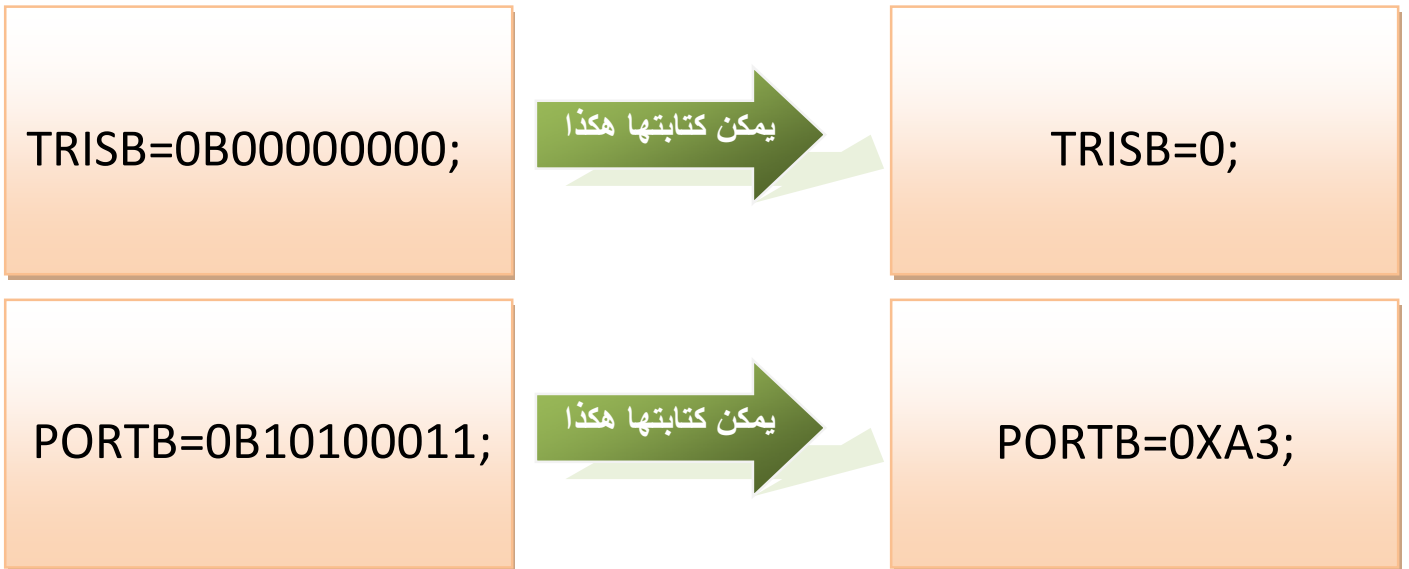 TRISB=0B00000000;
يمكن كتابتها هكذا
TRISB=0;
PORTB=0B10100011;
يمكن كتابتها هكذا
PORTB=0XA3;